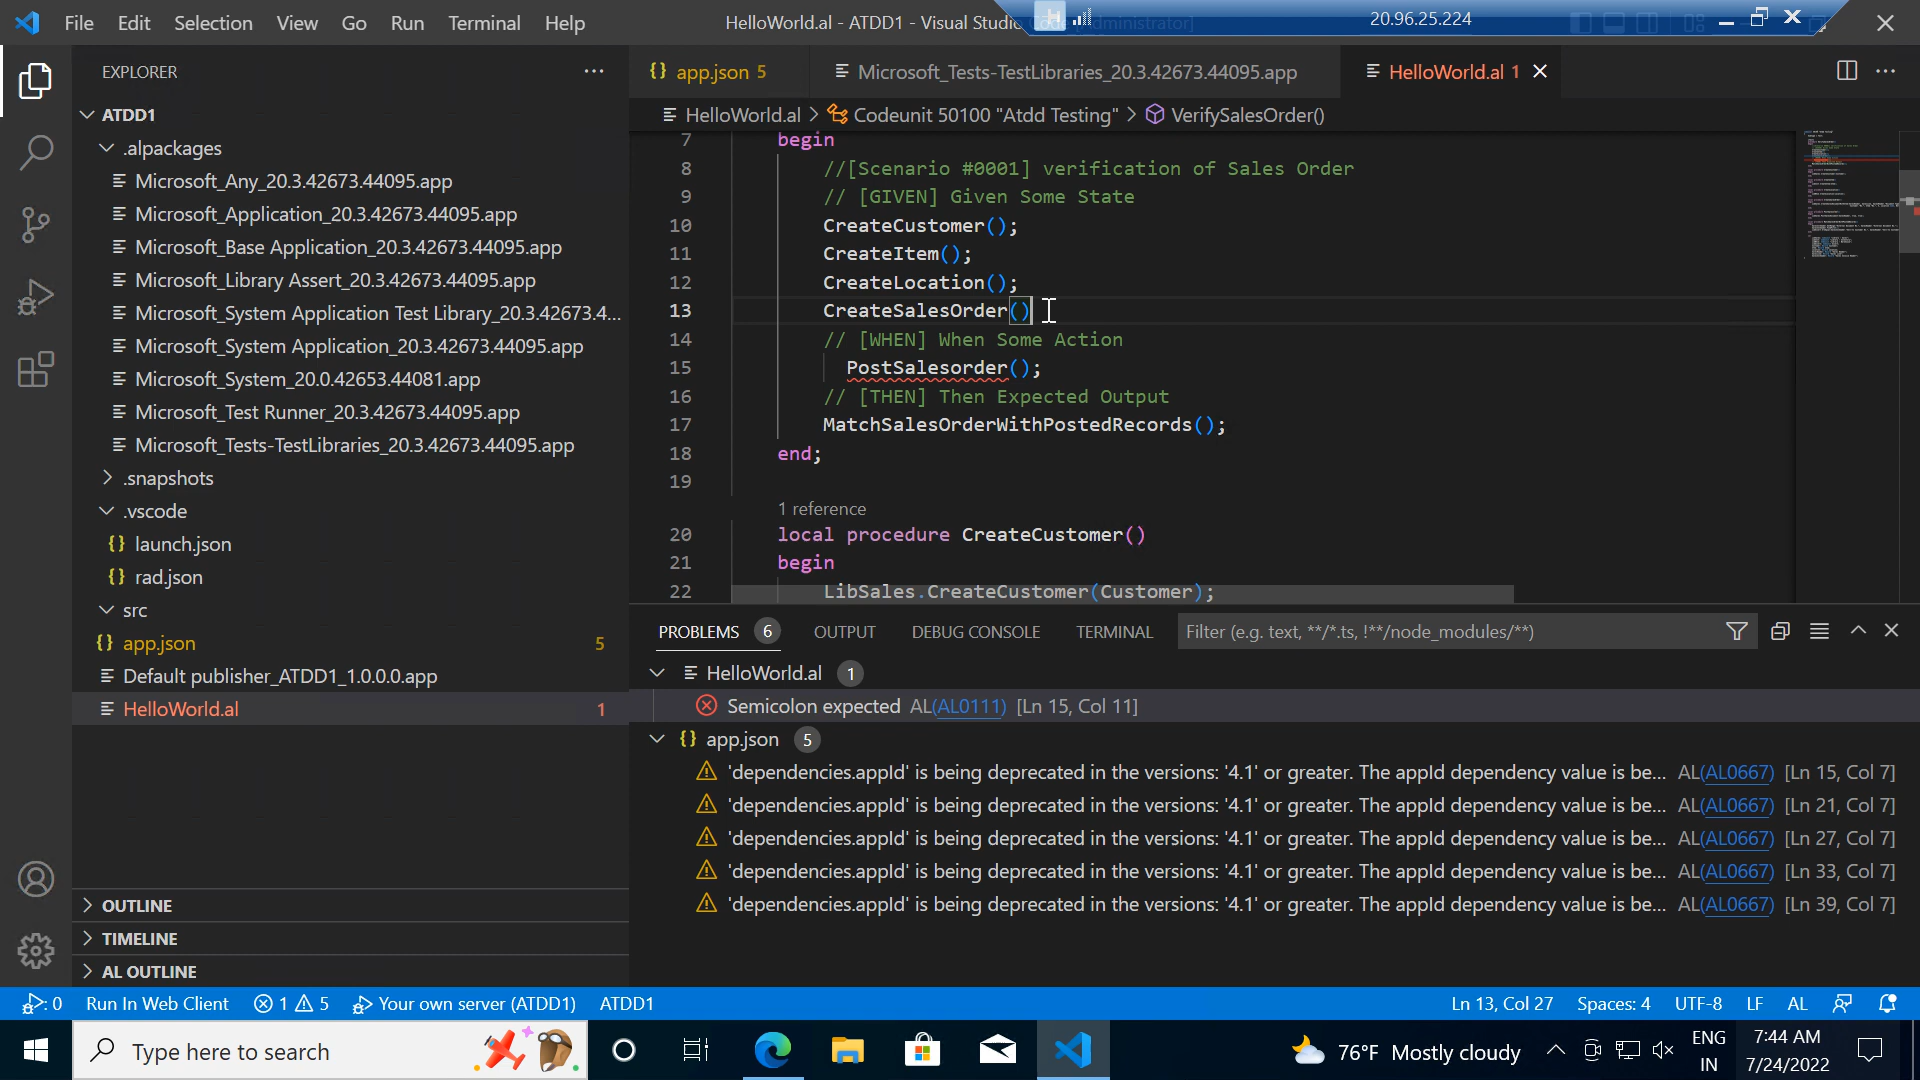 File Edit Selection View Go Run Terminal Help
HelloWorld.al - ATDD1 - Visual Studio
20.96.25.224
EXPLORER
ATDD1
.alpackages
Microsoft_Any_20.3.42673.44095.app
Microsoft_Application_20.3.42673.44095.app
Microsoft_Base Application_20.3.42673.44095.app
Microsoft_Library Assert_20.3.42673.44095.app
Microsoft_System Application Test Library_20.3.42673.4...
Microsoft_System Application_20.3.42673.44095.app
Microsoft_System_20.0.42653.44081.app
Microsoft_Test Runner_20.3.42673.44095.app
Microsoft_Tests-TestLibraries_20.3.42673.44095.app
.snapshots
.vscode
{} launch.json
{} rad.json
src
{} app.json 5
Default publisher_ATDD1_1.0.0.0.app
HelloWorld.al 1
OUTLINE
TIMELINE
AL OUTLINE
{} app.json 5
Microsoft_Tests-TestLibraries_20.3.42673.44095.app
HelloWorld.al 1
HelloWorld.al > Codeunit 50100 "Atdd Testing" > VerifySalesOrder()
7 begin
8 //[Scenario #0001] verification of Sales Order
9 // [GIVEN] Given Some State
10 CreateCustomer();
11 CreateItem();
12 CreateLocation();
13 CreateSalesOrder()
14 // [WHEN] When Some Action
15 PostSalesorder();
16 // [THEN] Then Expected Output
17 MatchSalesOrderWithPostedRecords();
18 end;
19
1 reference
20 local procedure CreateCustomer()
21 begin
22 LibSales.CreateCustomer(Customer);
PROBLEMS 6 OUTPUT DEBUG CONSOLE TERMINAL Filter (e.g. text, **/*.ts, !**/node_modules/**)
HelloWorld.al 1
Semicolon expected AL(AL0111) [Ln 15, Col 11]
{} app.json 5
'dependencies.appId' is being deprecated in the versions: '4.1' or greater. The appId dependency value is be... AL(AL0667) [Ln 15, Col 7]
'dependencies.appId' is being deprecated in the versions: '4.1' or greater. The appId dependency value is be... AL(AL0667) [Ln 21, Col 7]
'dependencies.appId' is being deprecated in the versions: '4.1' or greater. The appId dependency value is be... AL(AL0667) [Ln 27, Col 7]
'dependencies.appId' is being deprecated in the versions: '4.1' or greater. The appId dependency value is be... AL(AL0667) [Ln 33, Col 7]
'dependencies.appId' is being deprecated in the versions: '4.1' or greater. The appId dependency value is be... AL(AL0667) [Ln 39, Col 7]
: 0 Run In Web Client 1 5 Your own server (ATDD1) ATDD1 Ln 13, Col 27 Spaces: 4 UTF-8 LF AL
Type here to search
76°F Mostly cloudy
ENG
IN
7:44 AM
7/24/2022